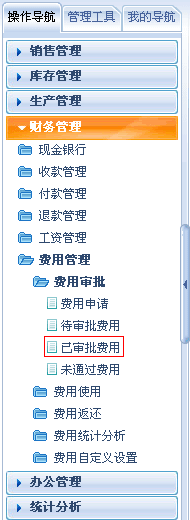 操作导航 管理工具 我的导航
销售管理
库存管理
生产管理
财务管理
现金银行
收款管理
付款管理
退款管理
工资管理
费用管理
费用审批
费用申请
待审批费用
已审批费用
未通过费用
费用使用
费用返还
费用统计分析
费用自定义设置
办公管理
统计分析